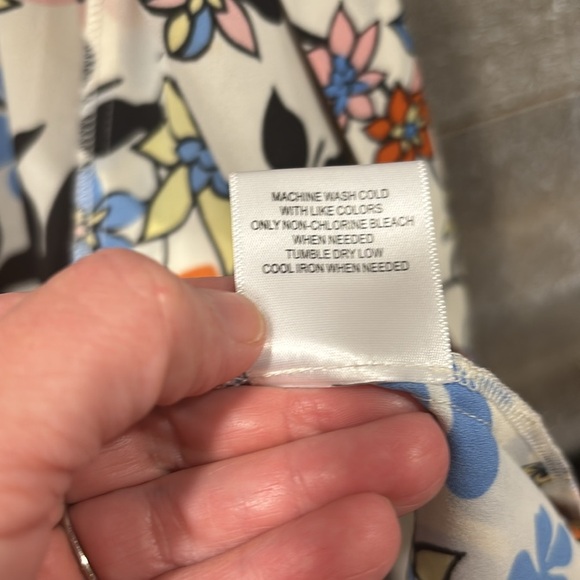 MACHINE WASH COLD
WITH LIKE COLORS
ONLY NON-CHLORINE BLEACH
WHEN NEEDED
TUMBLE DRY LOW
COOL IRON WHEN NEEDED